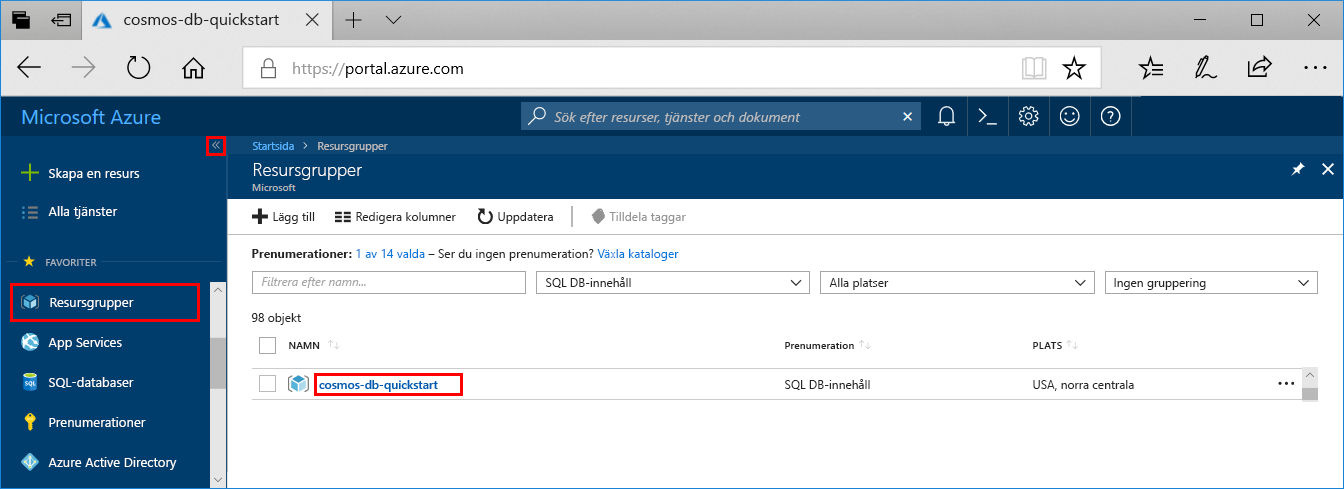 cosmos-db-quickstart
https://portal.azure.com
Microsoft Azure
Sök efter resurser, tjänster och dokument
Startsida > Resursgrupper
Skapa en resurs
Alla tjänster
FAVORITER
Resursgrupper
App Services
SQL-databaser
Prenumerationer
Azure Active Directory
Resursgrupper
Microsoft
Lägg till Redigera kolumner Uppdatera Tilldela taggar
Prenumerationer: 1 av 14 valda – Ser du ingen prenumeration? Växla kataloger
Filtrera efter namn... SQL DB-innehåll Alla platser Ingen gruppering
98 objekt
NAMN Prenumeration PLATS
cosmos-db-quickstart SQL DB-innehåll USA, norra centrala